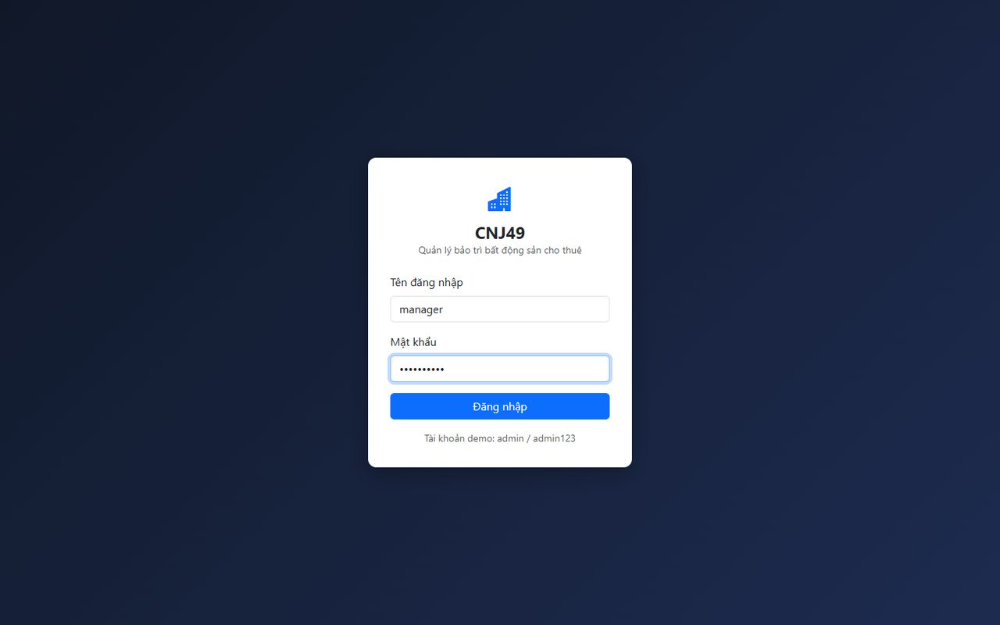 CNJ49
Quản lý bảo trì bất động sản cho thuê
Tên đăng nhập
manager
Mật khẩu
••••••••••
Đăng nhập
Tài khoản demo: admin / admin123